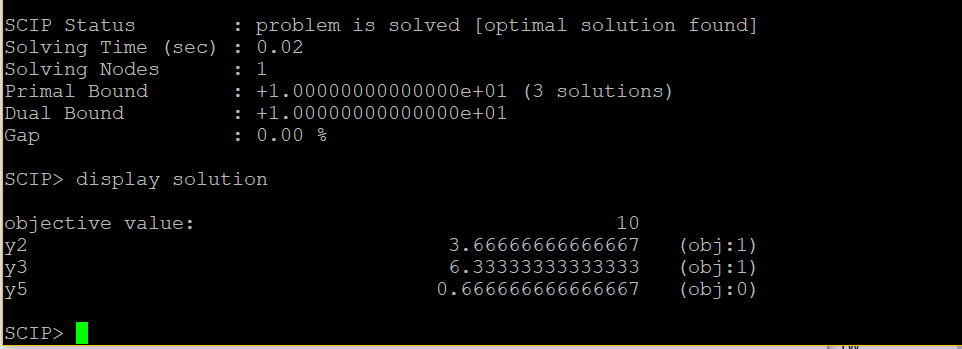 SCIP Status        : problem is solved [optimal solution found]
Solving Time (sec) : 0.02
Solving Nodes      : 1
Primal Bound       : +1.00000000000000e+01 (3 solutions)
Dual Bound         : +1.00000000000000e+01
Gap                : 0.00 %
SCIP> display solution
objective value:                                   10
y2                                   3.66666666666667   (obj:1)
y3                                   6.33333333333333   (obj:1)
y5                                  0.666666666666667   (obj:0)
SCIP>